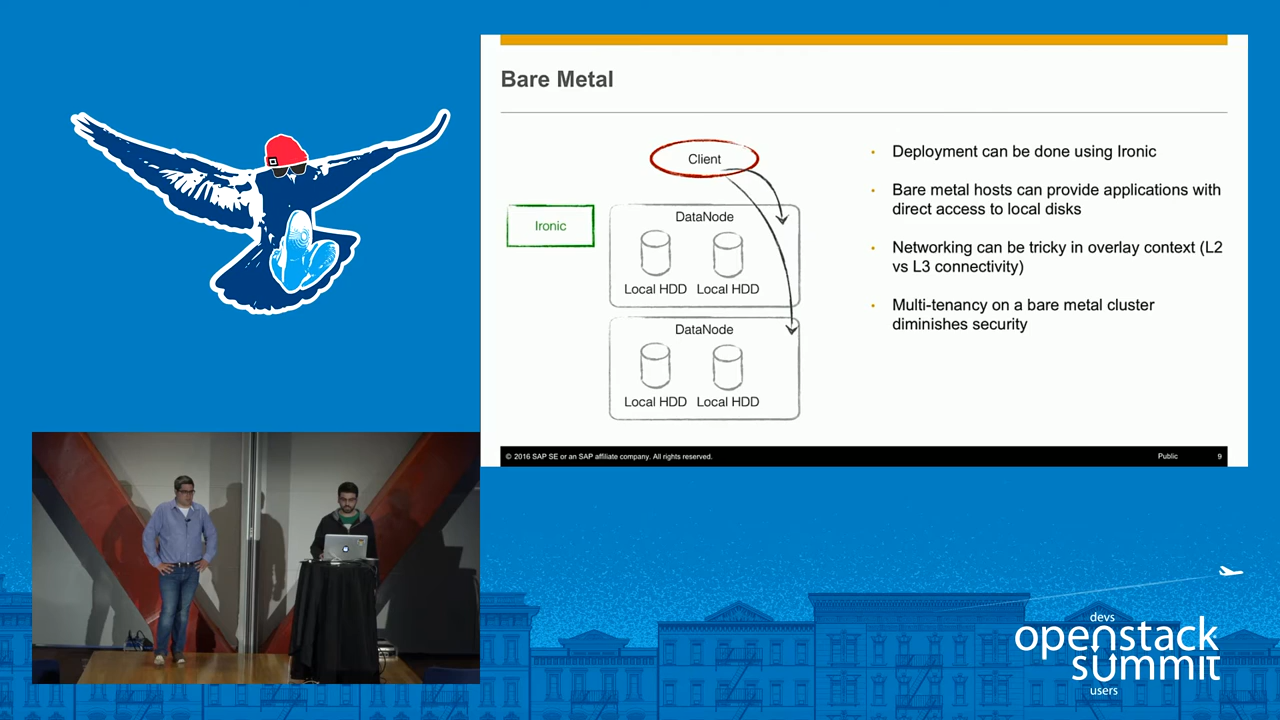 Bare Metal
Client
Ironic
DataNode
Local HDD Local HDD
DataNode
Local HDD Local HDD
Deployment can be done using Ironic
Bare metal hosts can provide applications with
direct access to local disks
Networking can be tricky in overlay context (L2
vs L3 connectivity)
Multi-tenancy on a bare metal cluster
diminishes security
© 2016 SAP SE or an SAP affiliate company. All rights reserved.
Public
9
devs
openstack
summit
users